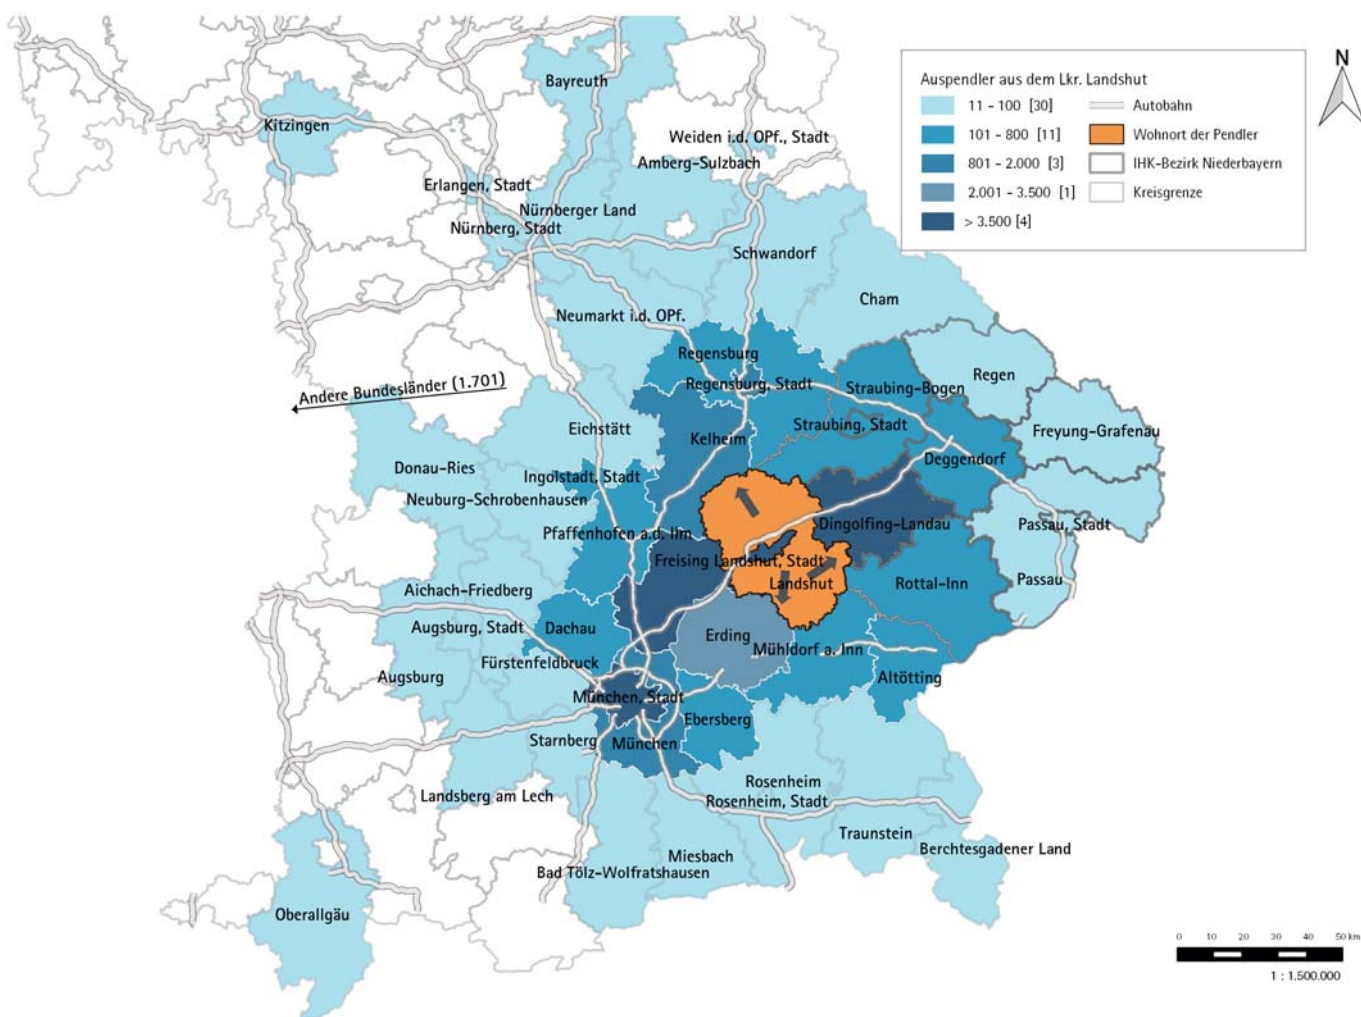 Auspendler aus dem Lkr. Landshut
11 - 100 [30]
101 - 800 [11]
801 - 2.000 [3]
2.001 - 3.500 [1]
> 3.500 [4]
Autobahn
Wohnort der Pendler
IHK-Bezirk Niederbayern
Kreisgrenze
N
Bayreuth
Kitzingen
Weiden i.d. OPf., Stadt
Amberg-Sulzbach
Erlangen, Stadt
Nürnberger Land
Nürnberg, Stadt
Schwandorf
Cham
Neumarkt i.d. OPf.
Regensburg
Regen
Andere Bundesländer (1.701)
Regensburg, Stadt
Straubing-Bogen
Eichstätt
Kelheim
Straubing, Stadt
Freyung-Grafenau
Deggendorf
Donau-Ries
Ingolstadt, Stadt
Neuburg-Schrobenhausen
Pfaffenhofen a.d. Ilm
Dingolfing-Landau
Passau, Stadt
Freising
Landshut, Stadt
Landshut
Rottal-Inn
Passau
Aichach-Friedberg
Augsburg, Stadt
Dachau
Erding
Mühldorf a. Inn
Fürstenfeldbruck
Augsburg
Altötting
München, Stadt
Ebersberg
Starnberg
München
Landsberg am Lech
Rosenheim
Rosenheim, Stadt
Traunstein
Berchtesgadener Land
Miesbach
Bad Tölz-Wolfratshausen
Oberallgäu
0 10 20 30 40 50 km
1 : 1.500.000